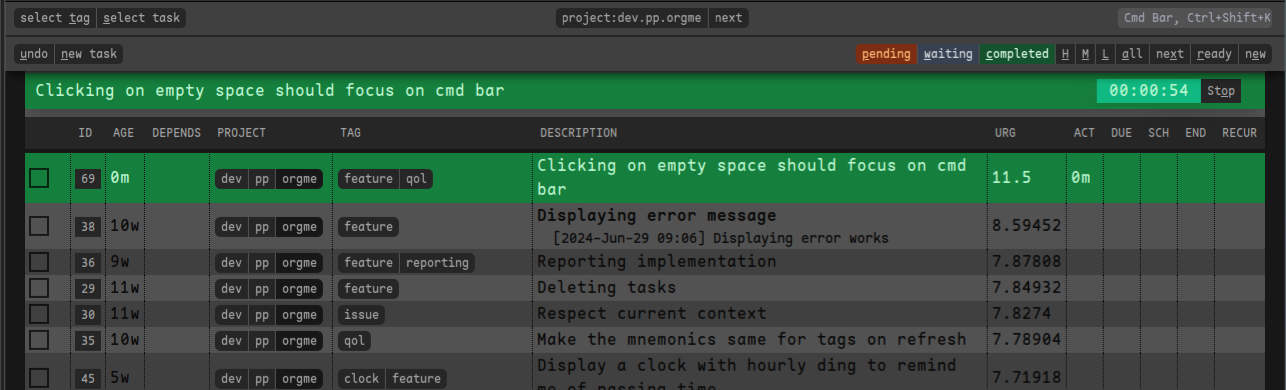 select tag select task project:dev.pp.orgme next Cmd Bar, Ctrl+Shift+K
undo new task pending waiting completed H M L all next ready new
Clicking on empty space should focus on cmd bar 00:00:54 Stop
ID AGE DEPENDS PROJECT TAG DESCRIPTION URG ACT DUE SCH END RECUR
69 0m dev pp orgme feature qol Clicking on empty space should focus on cmd 11.5 0m
bar
38 10w dev pp orgme feature Displaying error message 8.59452
[2024-Jun-29 09:06] Displaying error works
36 9w dev pp orgme feature reporting Reporting implementation 7.87808
29 11w dev pp orgme feature Deleting tasks 7.84932
30 11w dev pp orgme issue Respect current context 7.8274
35 10w dev pp orgme qol Make the mnemonics same for tags on refresh 7.78904
45 5w dev pp orgme clock feature Display a clock with hourly ding to remind 7.71918
me of passing time